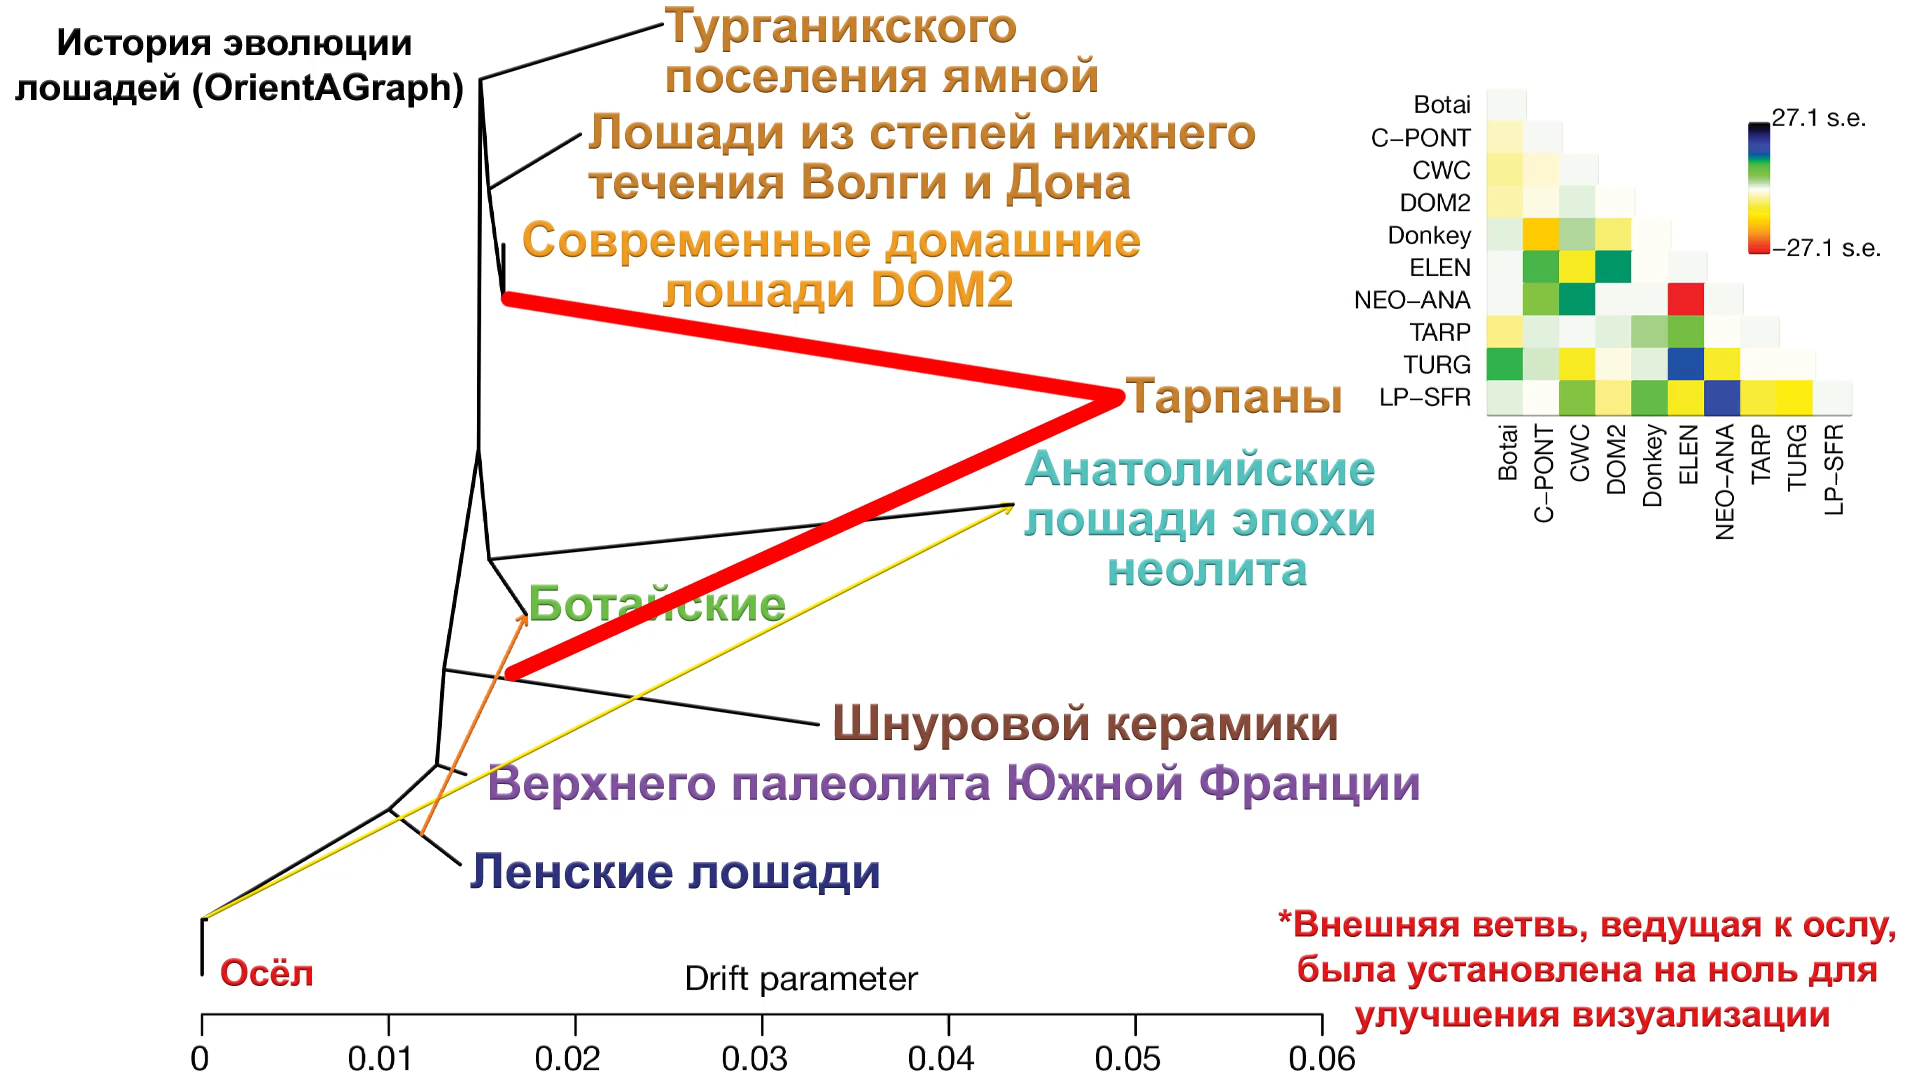 История эволюции
лошадей (OrientAGraph)
Турганикского
поселения ямной
Лошади из степей нижнего
течения Волги и Дона
Современные домашние
лошади DOM2
Тарпаны
Анатолийские
лошади эпохи
неолита
Ботайские
Шнуровой керамики
Верхнего палеолита Южной Франции
Ленские лошади
Осёл
Drift parameter
0 0.01 0.02 0.03 0.04 0.05 0.06
*Внешняя ветвь, ведущая к ослу,
была установлена на ноль для
улучшения визуализации
Botai
C–PONT
CWC
DOM2
Donkey
ELEN
NEO–ANA
TARP
TURG
LP–SFR
27.1 s.e.
−27.1 s.e.
Botai
C–PONT
CWC
DOM2
Donkey
ELEN
NEO–ANA
TARP
TURG
LP–SFR